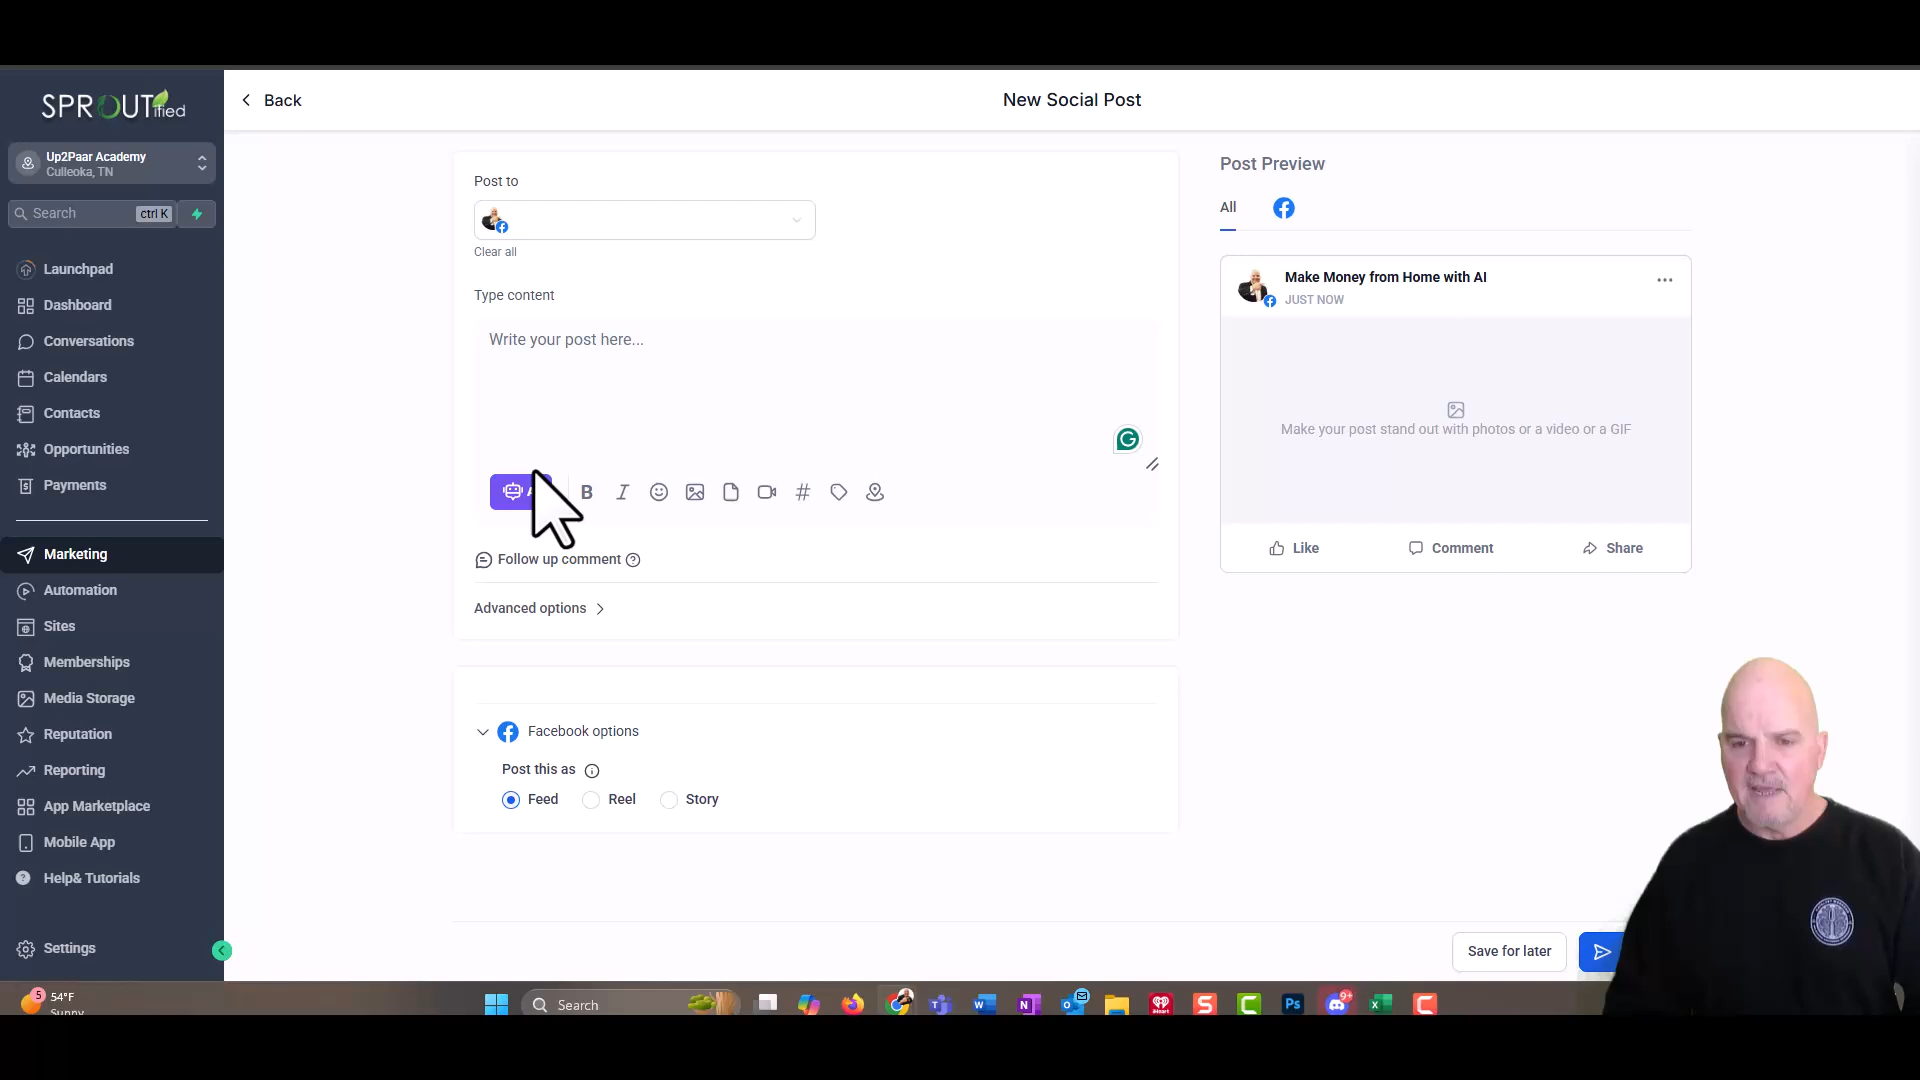 SPROUTified
Back
New Social Post
Up2Paar Academy
Culleoka, TN
Search
ctrl K
Launchpad
Dashboard
Conversations
Calendars
Contacts
Opportunities
Payments
Marketing
Automation
Sites
Memberships
Media Storage
Reputation
Reporting
App Marketplace
Mobile App
Help& Tutorials
Settings
Post to
Clear all
Type content
Write your post here...
B
Follow up comment
Advanced options
Facebook options
Post this as
Feed
Reel
Story
Post Preview
All
Make Money from Home with AI
JUST NOW
Make your post stand out with photos or a video or a GIF
Like
Comment
Share
Save for later
5
54°F
Sunny
Search
iHeart
Ps
9+